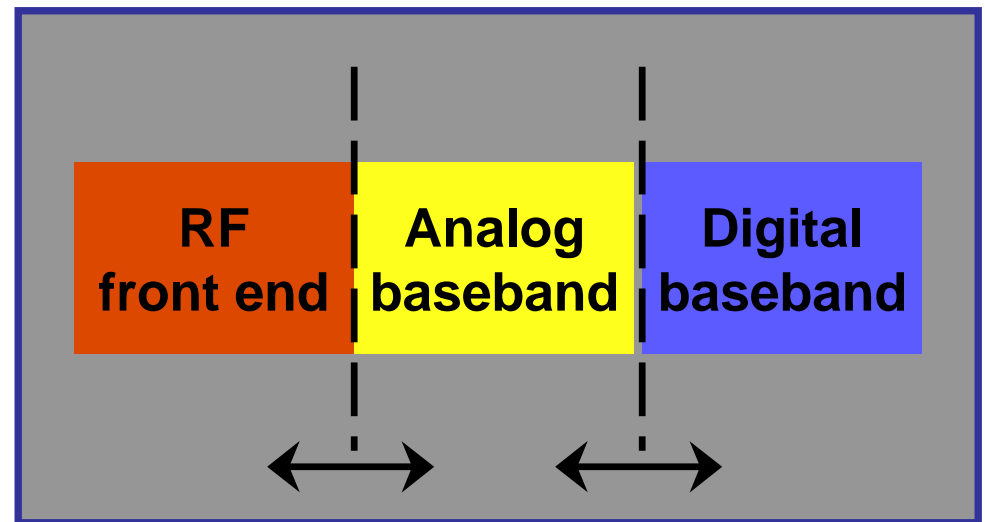 RF
front end
Analog
baseband
Digital
baseband